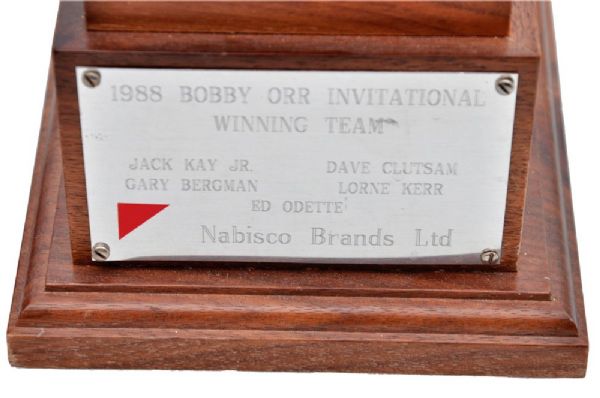 1988 BOBBY ORR INVITATIONAL
WINNING TEAM
JACK KAY JR. DAVE CLUTSAM
GARY BERGMAN LORNE KERR
ED ODETTE
Nabisco Brands Ltd